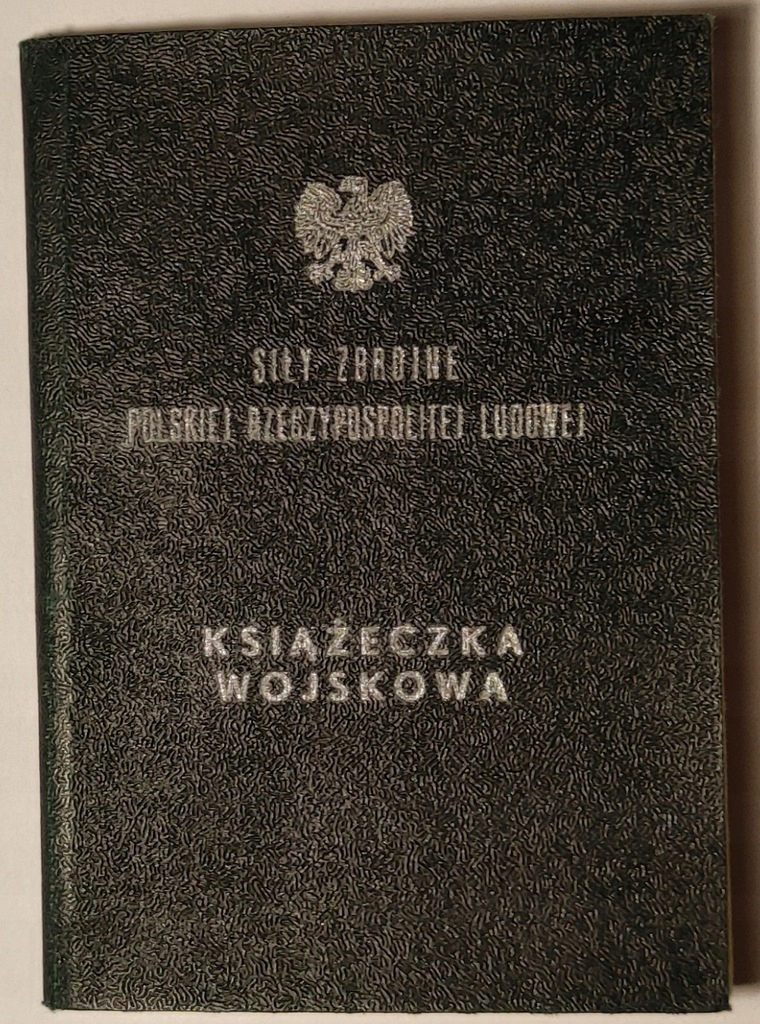 SIŁY ZBROJNE
POLSKIEJ RZECZYPOSPOLITEJ LUDOWEJ
KSIĄŻECZKA
WOJSKOWA